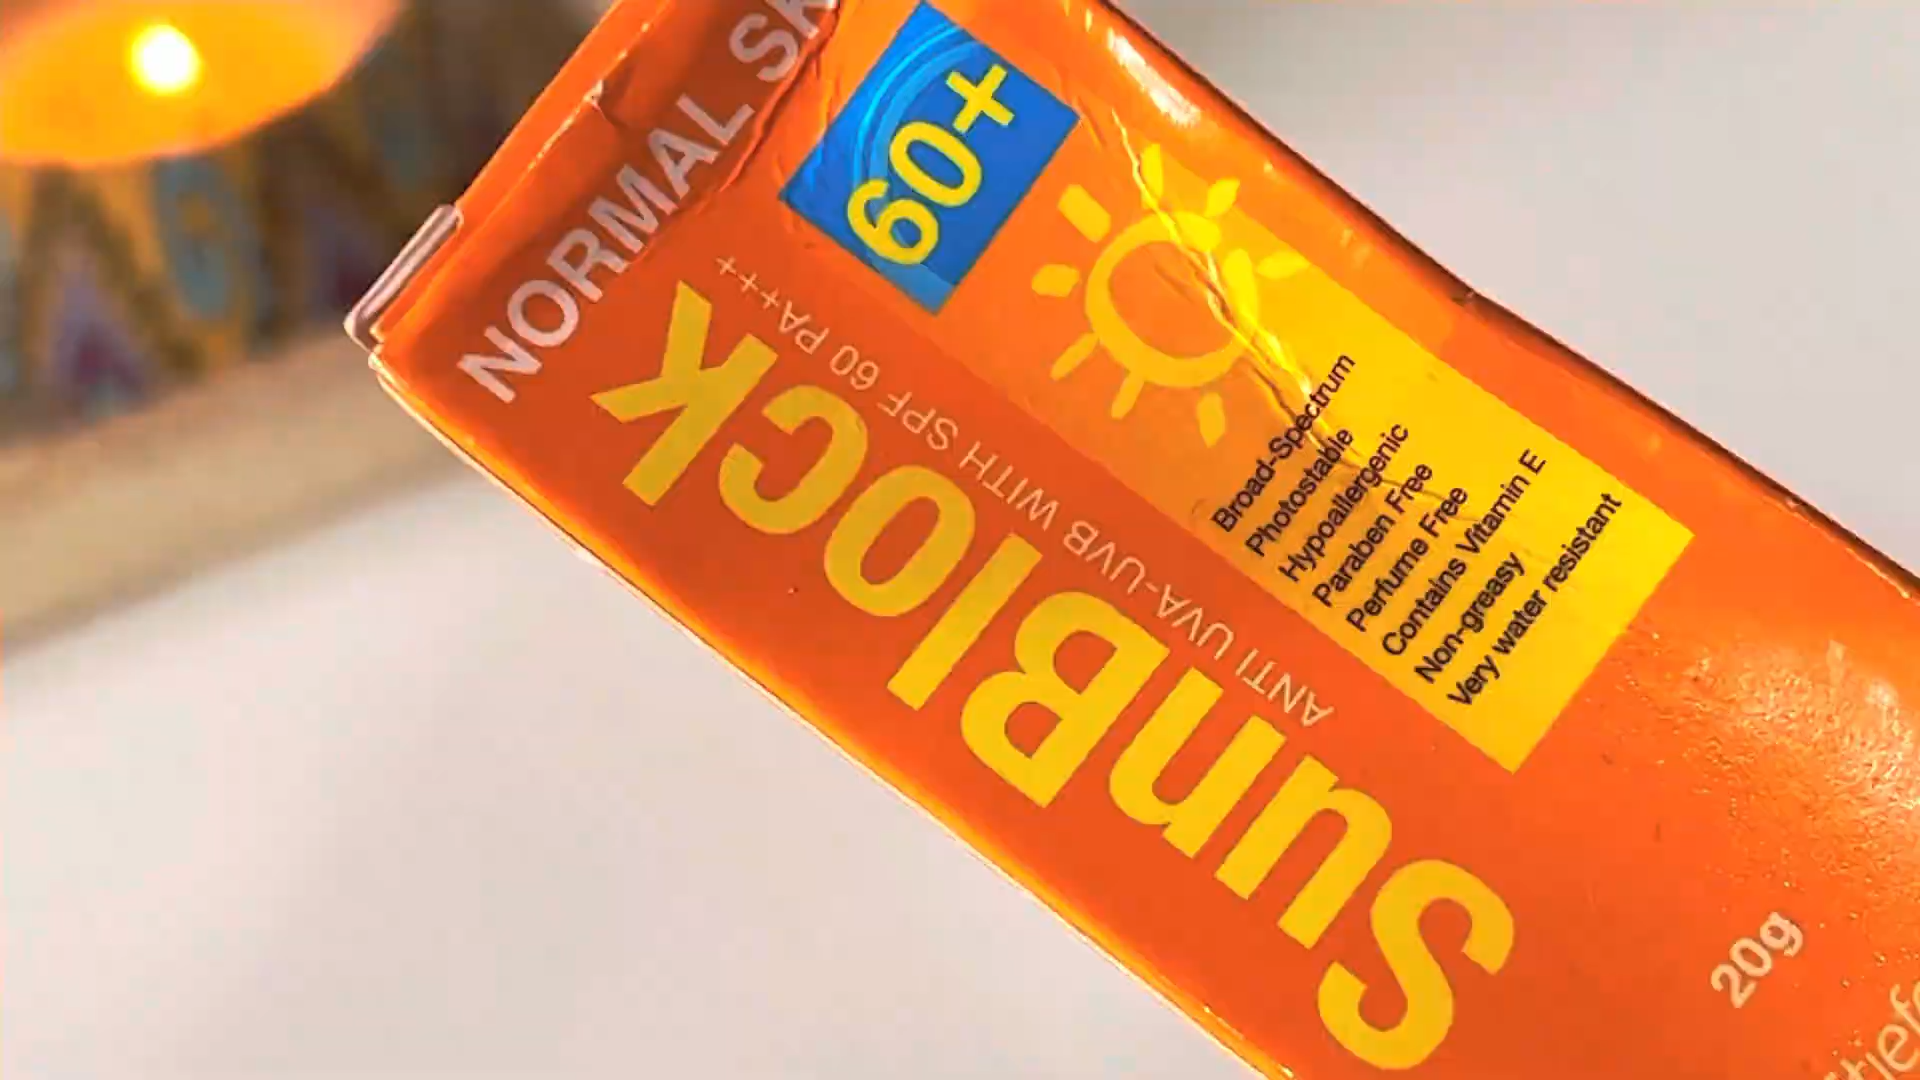 NORMAL
60+
SunBlock
ANTI UVA-UVB WITH SPF 60 PA++++
Broad-Spectrum
Photostable
Hypoallergenic
Paraben Free
Perfume Free
Contains Vitamin E
Non-greasy
Very water resistant
20g